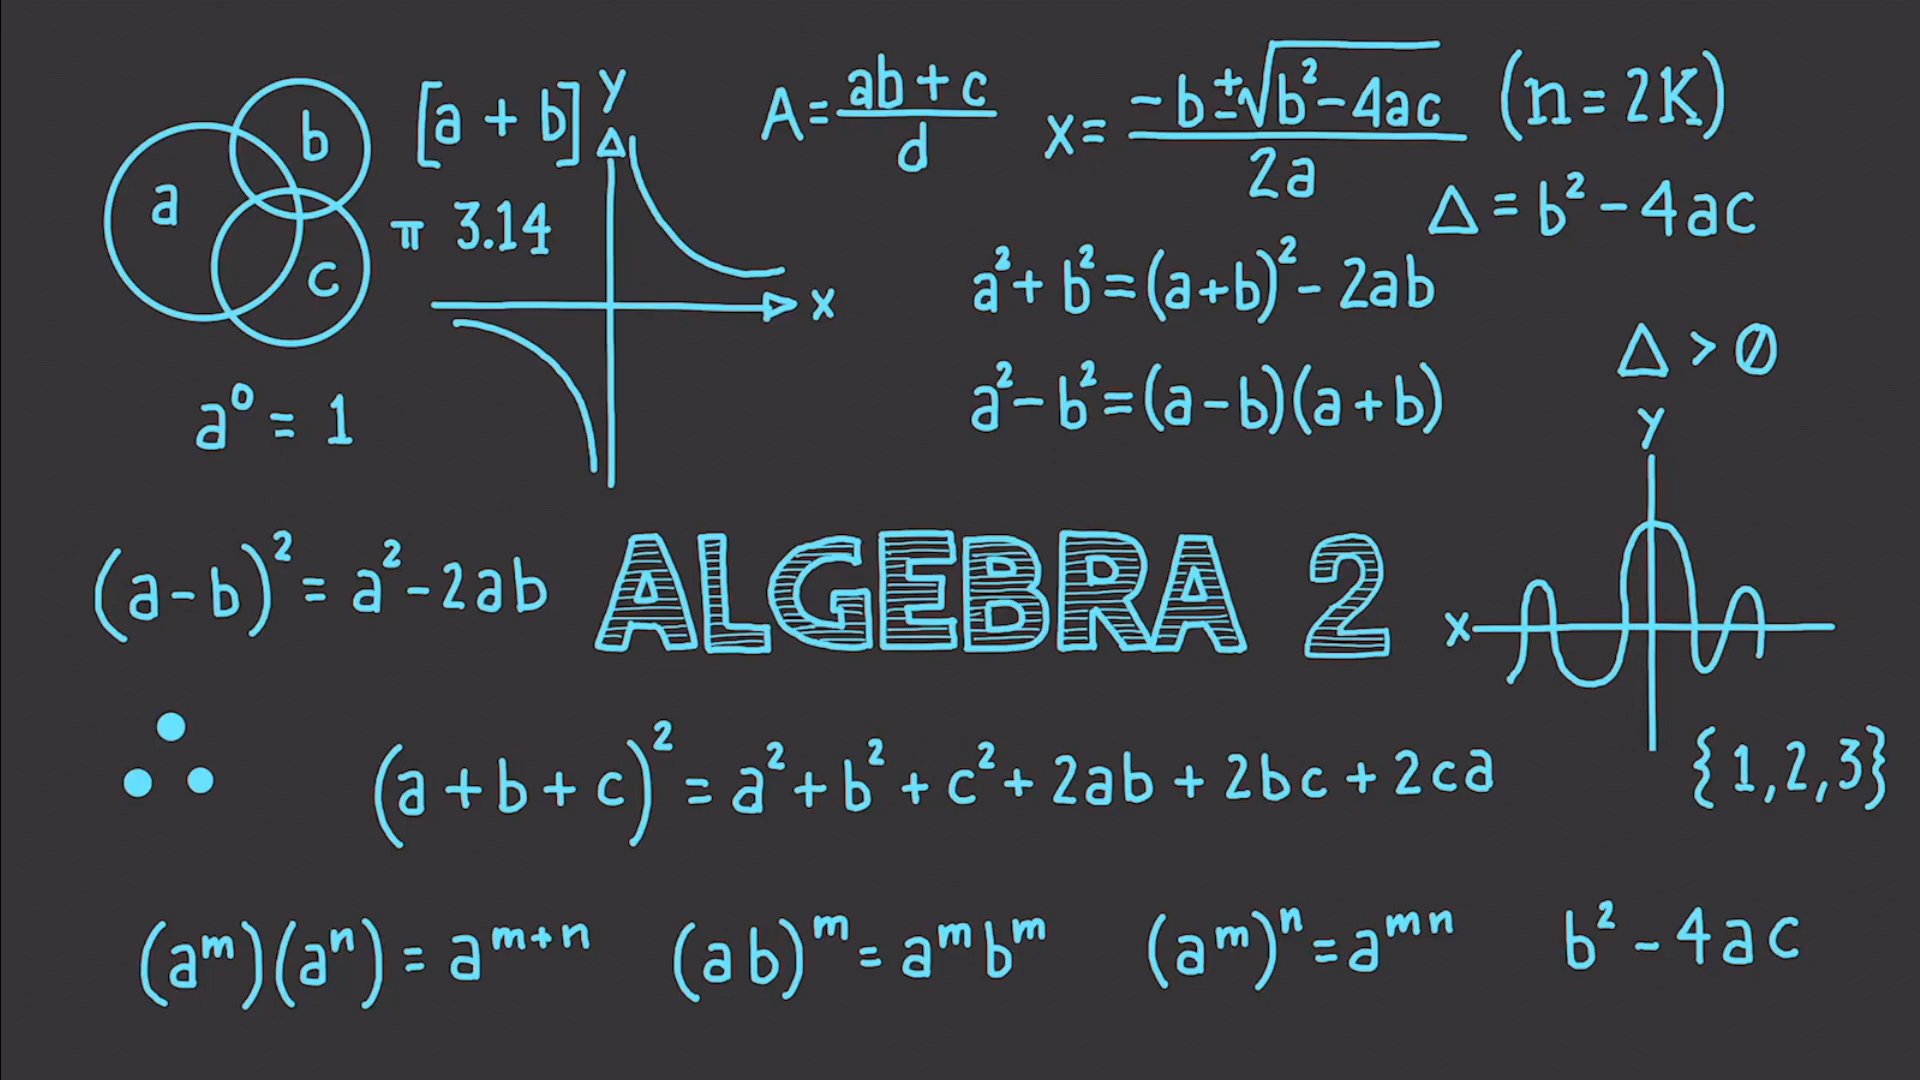 a
b
c
[a + b]
π 3.14
a⁰ = 1
y
x
A = (ab + c)/d
x = (-b ± √(b² - 4ac))/2a
(n = 2K)
Δ = b² - 4ac
a² + b² = (a+b)² - 2ab
a² - b² = (a-b)(a+b)
Δ > 0
y
x
(a-b)² = a² - 2ab
ALGEBRA 2
∴
(a+b+c)² = a² + b² + c² + 2ab + 2bc + 2ca
{1,2,3}
(aᵐ)(aⁿ) = aᵐ⁺ⁿ
(ab)ᵐ = aᵐbᵐ
(aᵐ)ⁿ = aᵐⁿ
b² - 4ac